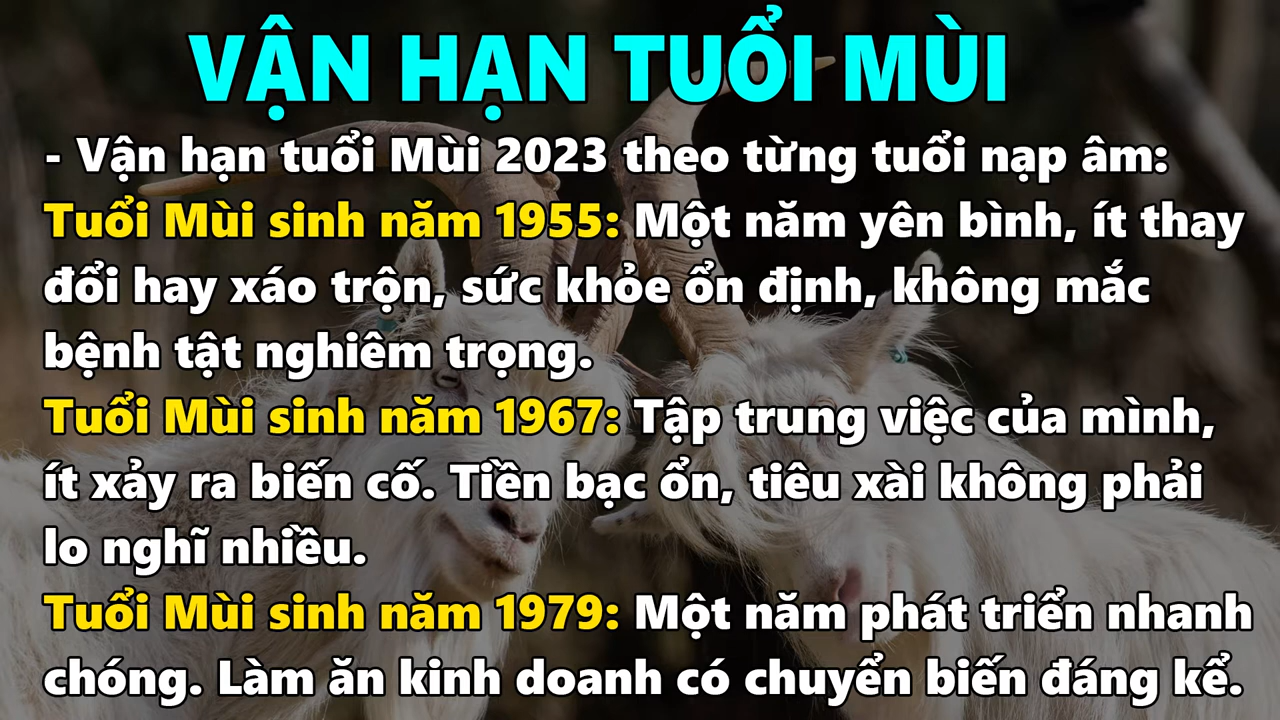 VẬN HẠN TUỔI MÙI
- Vận hạn tuổi Mùi 2023 theo từng tuổi nạp âm:
Tuổi Mùi sinh năm 1955: Một năm yên bình, ít thay
đổi hay xáo trộn, sức khỏe ổn định, không mắc
bệnh tật nghiêm trọng.
Tuổi Mùi sinh năm 1967: Tập trung việc của mình,
ít xảy ra biến cố. Tiền bạc ổn, tiêu xài không phải
lo nghĩ nhiều.
Tuổi Mùi sinh năm 1979: Một năm phát triển nhanh
chóng. Làm ăn kinh doanh có chuyển biến đáng kể.